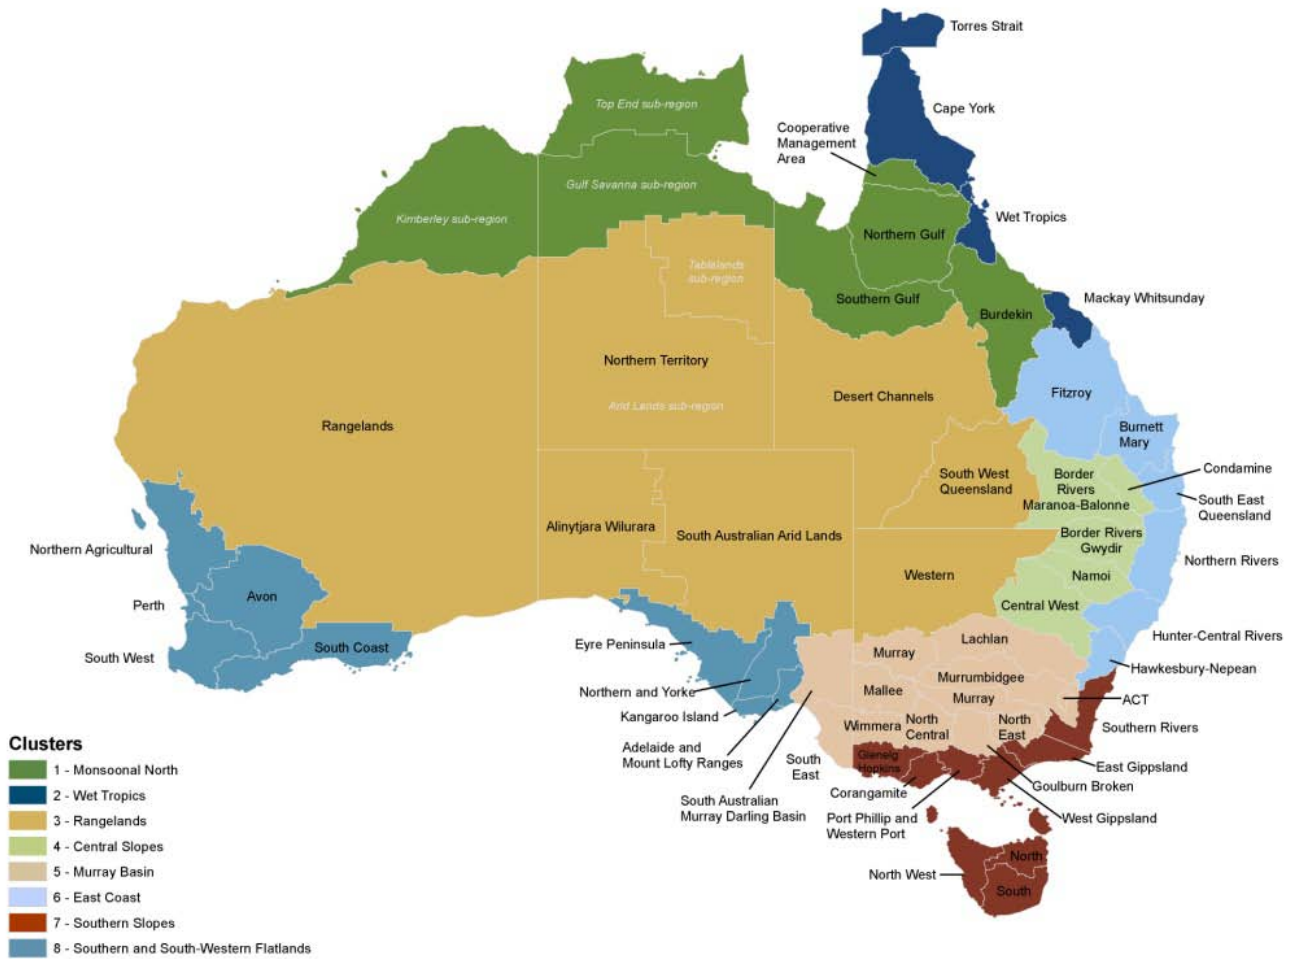 Torres Strait
Top End sub-region
Cape York
Cooperative
Management
Area
Gulf Savanna sub-region
Kimberley sub-region
Wet Tropics
Northern Gulf
Tablelands
sub-region
Southern Gulf
Mackay Whitsunday
Burdekin
Northern Territory
Desert Channels
Fitzroy
Arid Lands sub-region
Rangelands
Burnett
Mary
Condamine
South West
Queensland
Border
Rivers
Maranoa-Balonne
South East
Queensland
Alinytjara Wilurara
South Australian Arid Lands
Border Rivers
Gwydir
Northern Agricultural
Northern Rivers
Western
Namoi
Avon
Perth
Central West
Hunter-Central Rivers
South West
South Coast
Eyre Peninsula
Lachlan
Murray
Hawkesbury-Nepean
Murrumbidgee
Northern and Yorke
Mallee
Murray
ACT
Kangaroo Island
Wimmera
North
Central
North
East
Southern Rivers
Adelaide and
Mount Lofty Ranges
South
East
Glenelg
Hopkins
East Gippsland
Corangamite
Goulburn Broken
South Australian
Murray Darling Basin
Port Phillip and
Western Port
West Gippsland
North
North West
South
Clusters
1 - Monsoonal North
2 - Wet Tropics
3 - Rangelands
4 - Central Slopes
5 - Murray Basin
6 - East Coast
7 - Southern Slopes
8 - Southern and South-Western Flatlands